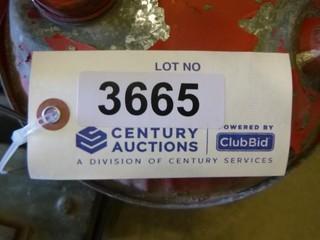 LOT NO
3665
CENTURY AUCTIONS
POWERED BY
ClubBid
A DIVISION OF CENTURY SERVICES